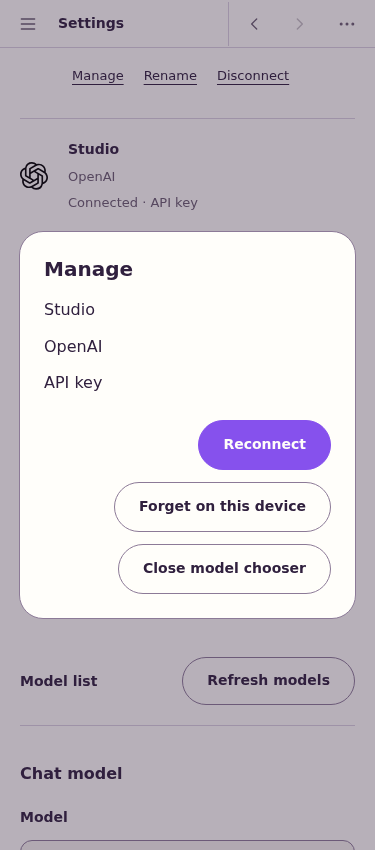 Settings
Manage Rename Disconnect
Studio
OpenAI
Connected · API key
Manage
Studio
OpenAI
API key
Reconnect
Forget on this device
Close model chooser
Model list
Refresh models
Chat model
Model